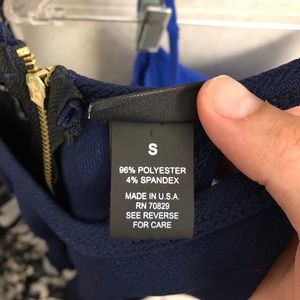 S
96% POLYESTER
4% SPANDEX
MADE IN U.S.A.
RN 70829
SEE REVERSE
FOR CARE